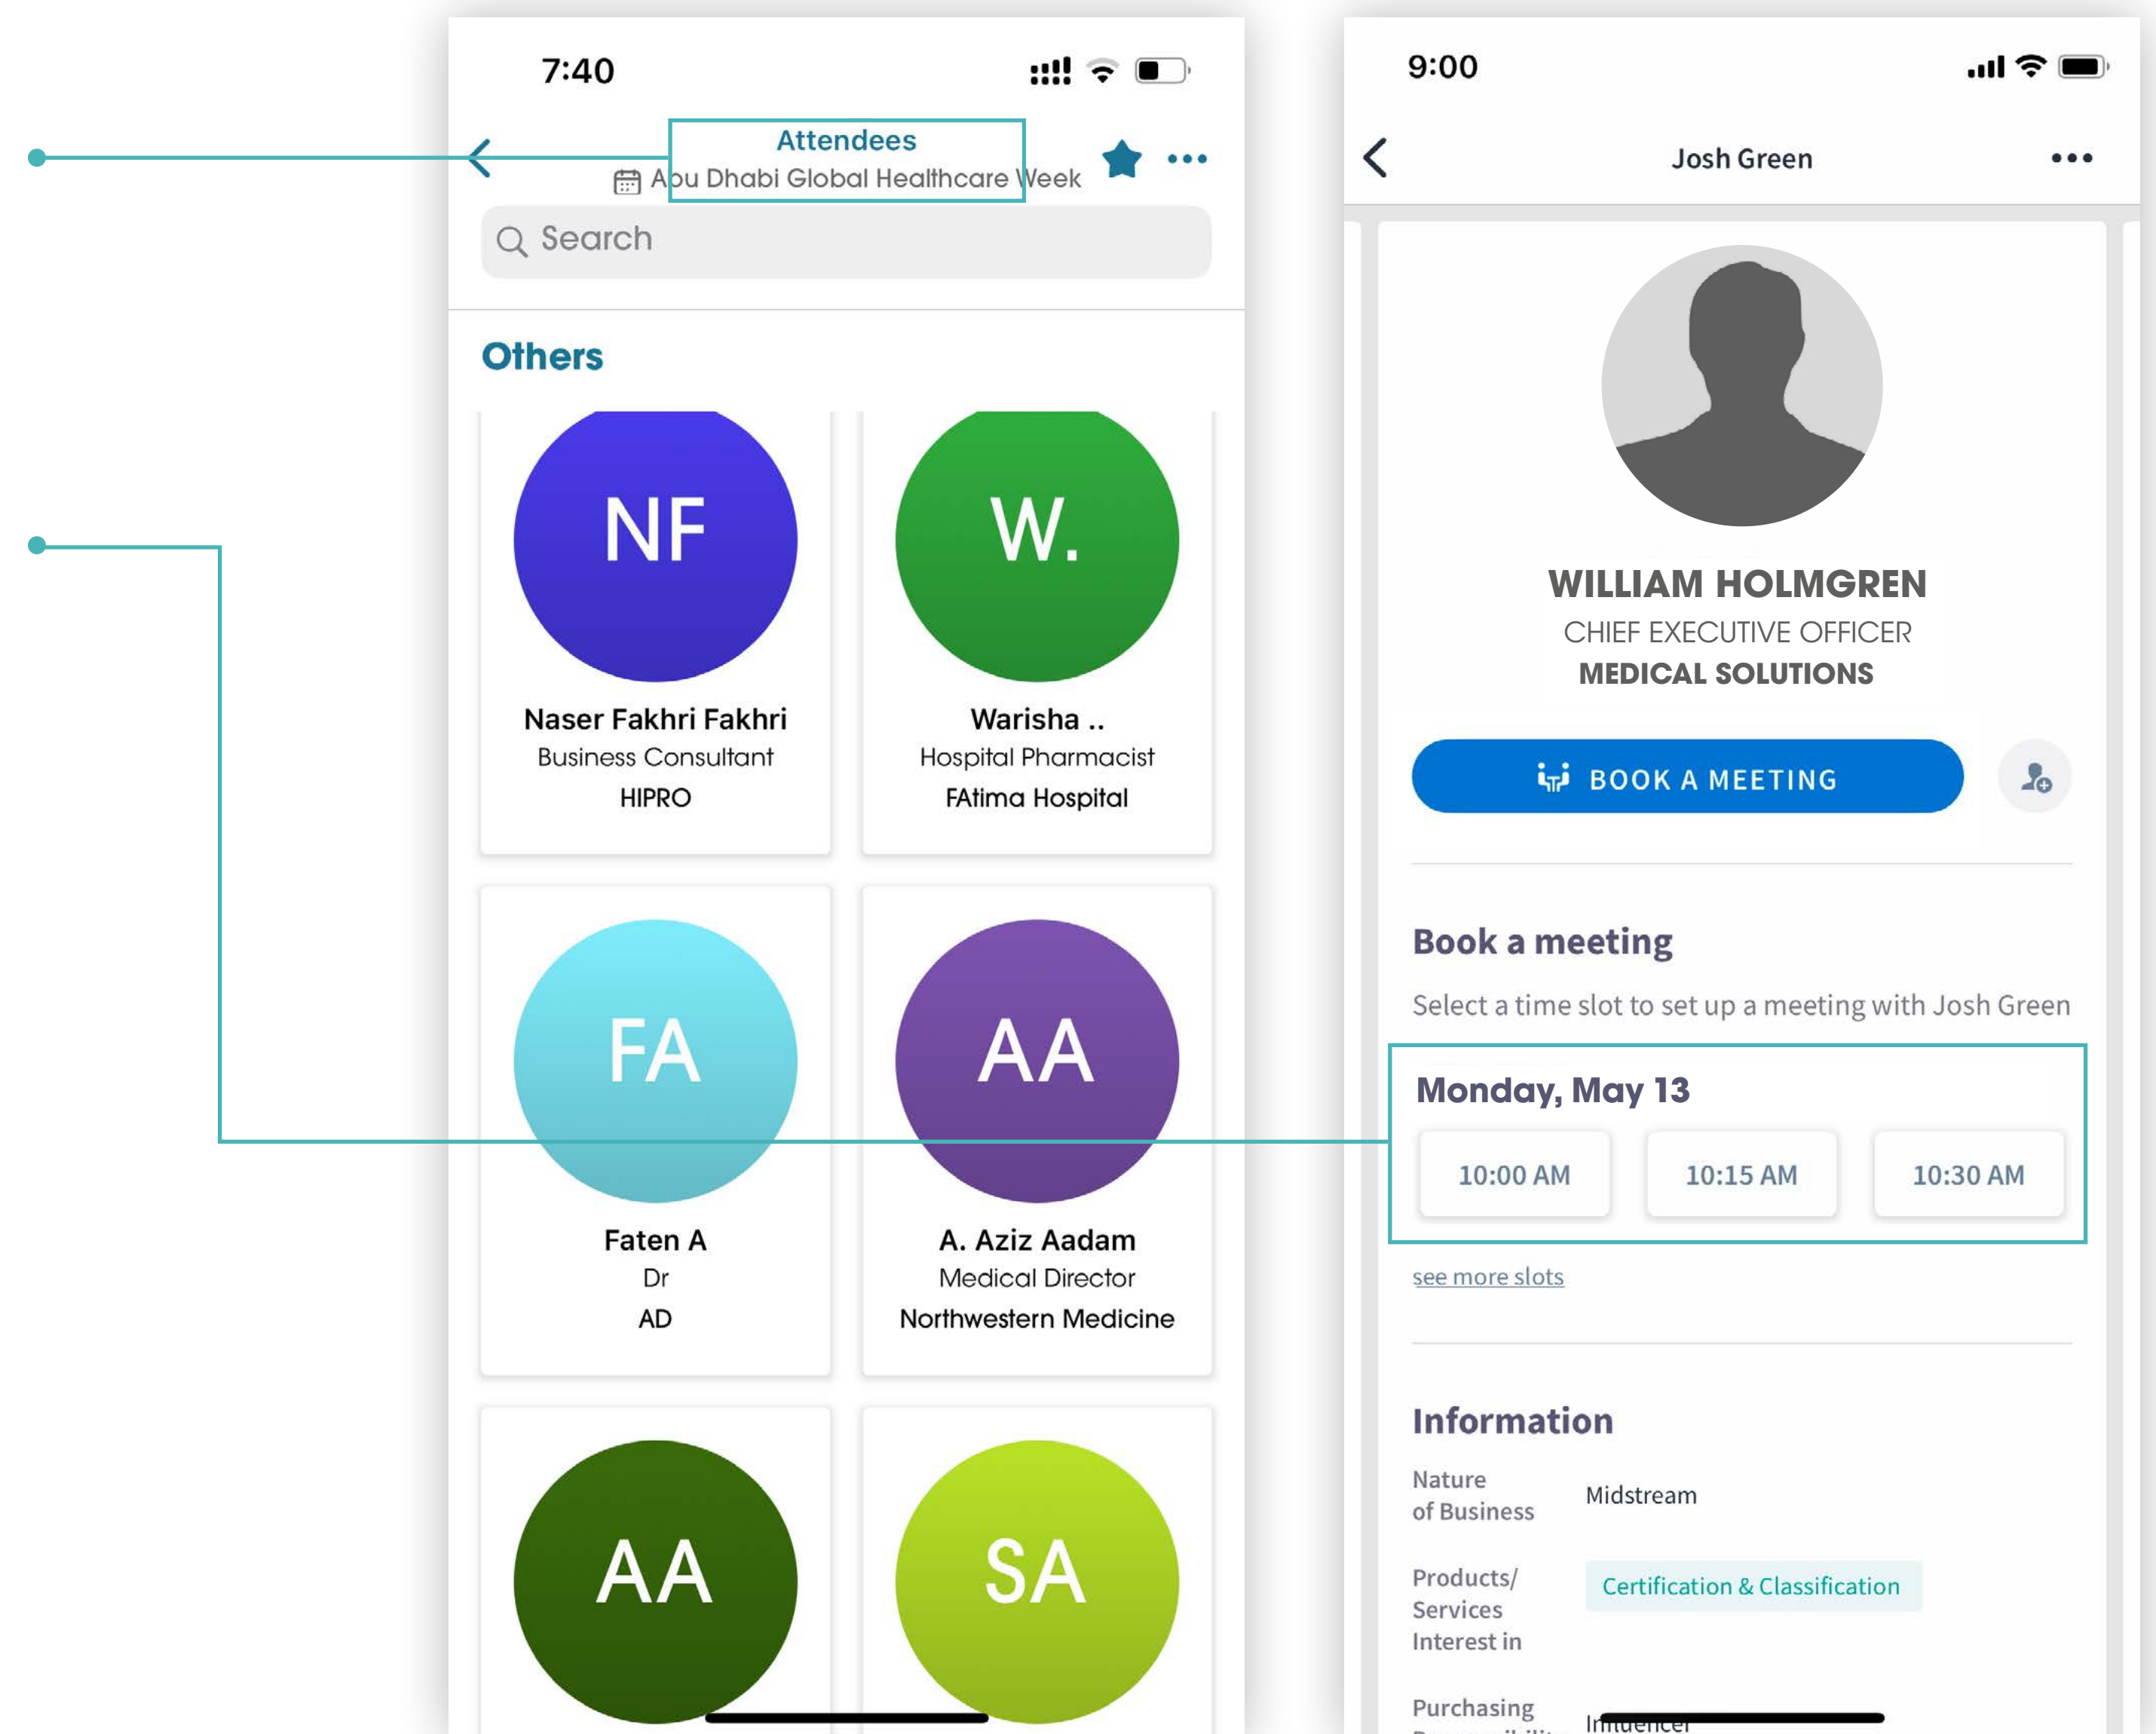 7:40
Attendees
Abu Dhabi Global Healthcare Week
Search
Others
NF
Naser Fakhri Fakhri
Business Consultant
HIPRO
W.
Warisha ..
Hospital Pharmacist
FAtima Hospital
FA
Faten A
Dr
AD
AA
A. Aziz Aadam
Medical Director
Northwestern Medicine
AA
SA
9:00
Josh Green
WILLIAM HOLMGREN
CHIEF EXECUTIVE OFFICER
MEDICAL SOLUTIONS
BOOK A MEETING
Book a meeting
Select a time slot to set up a meeting with Josh Green
Monday, May 13
10:00 AM 10:15 AM 10:30 AM
see more slots
Information
Nature
of Business
Midstream
Products/
Services
Interest in
Certification & Classification
Purchasing
Influencer